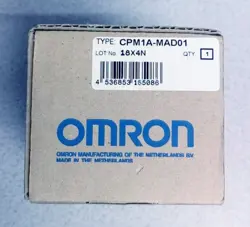 TYPE: CPM1A-MAD01
LOT No. 18X4N QTY 1
4 536853 155086
OMRON
OMRON MANUFACTURING OF THE NETHERLANDS BV
MADE IN THE NETHERLANDS